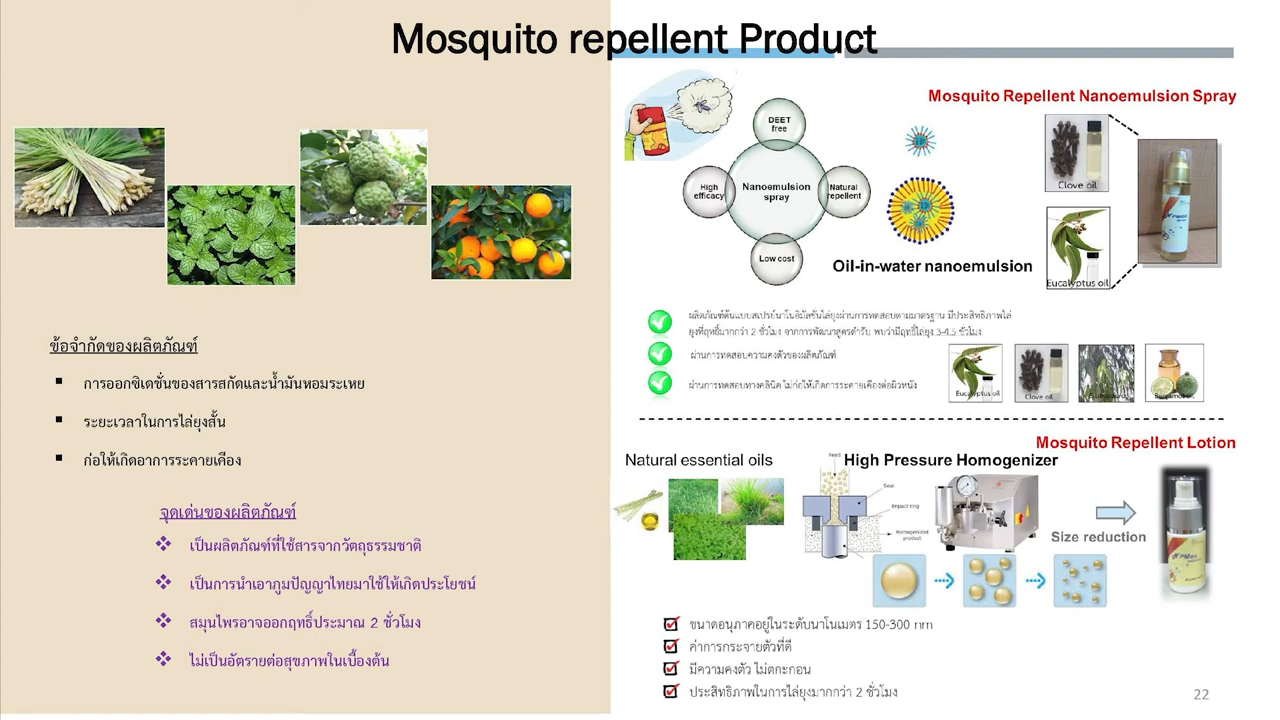 Mosquito repellent Product
ข้อจำกัดของผลิตภัณฑ์
การออกซิเดชั่นของสารสกัดและน้ำมันหอมระเหย
ระยะเวลาในการไล่ยุงสั้น
ก่อให้เกิดอาการระคายเคือง
จุดเด่นของผลิตภัณฑ์
เป็นผลิตภัณฑ์ที่ใช้สารจากวัตถุธรรมชาติ
เป็นการนำเอาภูมปัญญาไทยมาใช้ให้เกิดประโยชน์
สมุนไพรอาจออกฤทธิ์ประมาณ 2 ชั่วโมง
ไม่เป็นอัตรายต่อสุขภาพในเบื้องต้น
Mosquito Repellent Nanoemulsion Spray
DEET
free
High
efficacy
Nanoemulsion
spray
Natural
repellent
Low cost
Oil-in-water nanoemulsion
Clove oil
Eucalyptus oil
ผลิตภัณฑ์ต้นแบบสเปรย์นาโนอิมัลชันไล่ยุงผ่านการทดสอบตามมาตรฐาน มีประสิทธิภาพไล่
ยุงที่ฤทธิ์มากกว่า 2 ชั่วโมง จากการพัฒนาสูตรตำรับ พบว่ามีฤทธิ์ไล่ยุง 3-4.5 ชั่วโมง
ผ่านการทดสอบความคงตัวของผลิตภัณฑ์
ผ่านการทดสอบทางคลินิค ไม่ก่อให้เกิดการระคายเคืองต่อผิวหนัง
Eucalyptus oil
Clove oil
Mosquito Repellent Lotion
Natural essential oils
High Pressure Homogenizer
Feed
Seal
Impact ring
Homogenized
product
Size reduction
ขนาดอนุภาคอยู่ในระดับนาโนเมตร 150-300 nm
ค่าการกระจายตัวที่ดี
มีความคงตัว ไม่ตกะกอน
ประสิทธิภาพในการไล่ยุงมากกว่า 2 ชั่วโมง
22